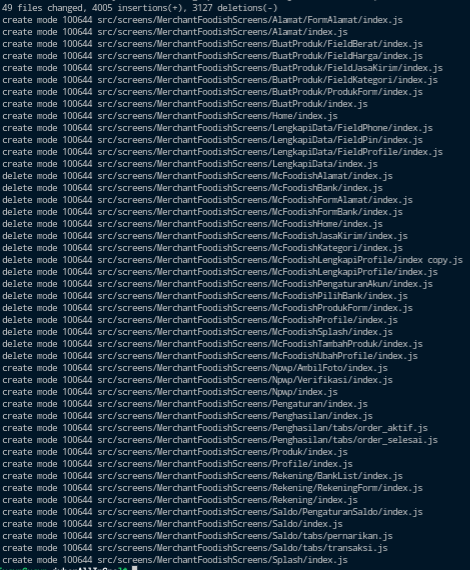 49 files changed, 4005 insertions(+), 3127 deletions(-)
create mode 100644 src/screens/MerchantFoodishScreens/Alamat/FormAlamat/index.js
create mode 100644 src/screens/MerchantFoodishScreens/Alamat/index.js
create mode 100644 src/screens/MerchantFoodishScreens/BuatProduk/FieldBerat/index.js
create mode 100644 src/screens/MerchantFoodishScreens/BuatProduk/FieldHarga/index.js
create mode 100644 src/screens/MerchantFoodishScreens/BuatProduk/FieldJasaKirim/index.js
create mode 100644 src/screens/MerchantFoodishScreens/BuatProduk/FieldKategori/index.js
create mode 100644 src/screens/MerchantFoodishScreens/BuatProduk/ProdukForm/index.js
create mode 100644 src/screens/MerchantFoodishScreens/BuatProduk/index.js
create mode 100644 src/screens/MerchantFoodishScreens/Home/index.js
create mode 100644 src/screens/MerchantFoodishScreens/LengkapiData/FieldPhone/index.js
create mode 100644 src/screens/MerchantFoodishScreens/LengkapiData/FieldPin/index.js
create mode 100644 src/screens/MerchantFoodishScreens/LengkapiData/FieldProfile/index.js
create mode 100644 src/screens/MerchantFoodishScreens/LengkapiData/index.js
delete mode 100644 src/screens/MerchantFoodishScreens/McFoodishAlamat/index.js
delete mode 100644 src/screens/MerchantFoodishScreens/McFoodishBank/index.js
delete mode 100644 src/screens/MerchantFoodishScreens/McFoodishFormAlamat/index.js
delete mode 100644 src/screens/MerchantFoodishScreens/McFoodishFormBank/index.js
delete mode 100644 src/screens/MerchantFoodishScreens/McFoodishHome/index.js
delete mode 100644 src/screens/MerchantFoodishScreens/McFoodishJasaKirim/index.js
delete mode 100644 src/screens/MerchantFoodishScreens/McFoodishKategori/index.js
delete mode 100644 src/screens/MerchantFoodishScreens/McFoodishLengkapiProfile/index copy.js
delete mode 100644 src/screens/MerchantFoodishScreens/McFoodishLengkapiProfile/index.js
delete mode 100644 src/screens/MerchantFoodishScreens/McFoodishPengaturanAkun/index.js
delete mode 100644 src/screens/MerchantFoodishScreens/McFoodishPilihBank/index.js
delete mode 100644 src/screens/MerchantFoodishScreens/McFoodishProdukForm/index.js
delete mode 100644 src/screens/MerchantFoodishScreens/McFoodishProfile/index.js
delete mode 100644 src/screens/MerchantFoodishScreens/McFoodishSplash/index.js
delete mode 100644 src/screens/MerchantFoodishScreens/McFoodishTambahProduk/index.js
delete mode 100644 src/screens/MerchantFoodishScreens/McFoodishUbahProfile/index.js
create mode 100644 src/screens/MerchantFoodishScreens/Npwp/AmbilFoto/index.js
create mode 100644 src/screens/MerchantFoodishScreens/Npwp/Verifikasi/index.js
create mode 100644 src/screens/MerchantFoodishScreens/Npwp/index.js
create mode 100644 src/screens/MerchantFoodishScreens/Pengaturan/index.js
create mode 100644 src/screens/MerchantFoodishScreens/Penghasilan/index.js
create mode 100644 src/screens/MerchantFoodishScreens/Penghasilan/tabs/order_aktif.js
create mode 100644 src/screens/MerchantFoodishScreens/Penghasilan/tabs/order_selesai.js
create mode 100644 src/screens/MerchantFoodishScreens/Produk/index.js
create mode 100644 src/screens/MerchantFoodishScreens/Profile/index.js
create mode 100644 src/screens/MerchantFoodishScreens/Rekening/BankList/index.js
create mode 100644 src/screens/MerchantFoodishScreens/Rekening/RekeningForm/index.js
create mode 100644 src/screens/MerchantFoodishScreens/Rekening/index.js
create mode 100644 src/screens/MerchantFoodishScreens/Saldo/PengaturanSaldo/index.js
create mode 100644 src/screens/MerchantFoodishScreens/Saldo/index.js
create mode 100644 src/screens/MerchantFoodishScreens/Saldo/tabs/pernarikan.js
create mode 100644 src/screens/MerchantFoodishScreens/Saldo/tabs/transaksi.js
create mode 100644 src/screens/MerchantFoodishScreens/Splash/index.js